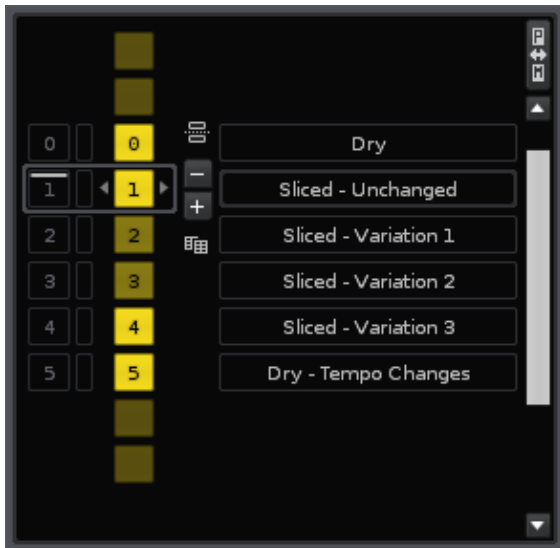 P
M
0 0 Dry
1 1 Sliced - Unchanged
2 2 Sliced - Variation 1
3 3 Sliced - Variation 2
4 4 Sliced - Variation 3
5 5 Dry - Tempo Changes